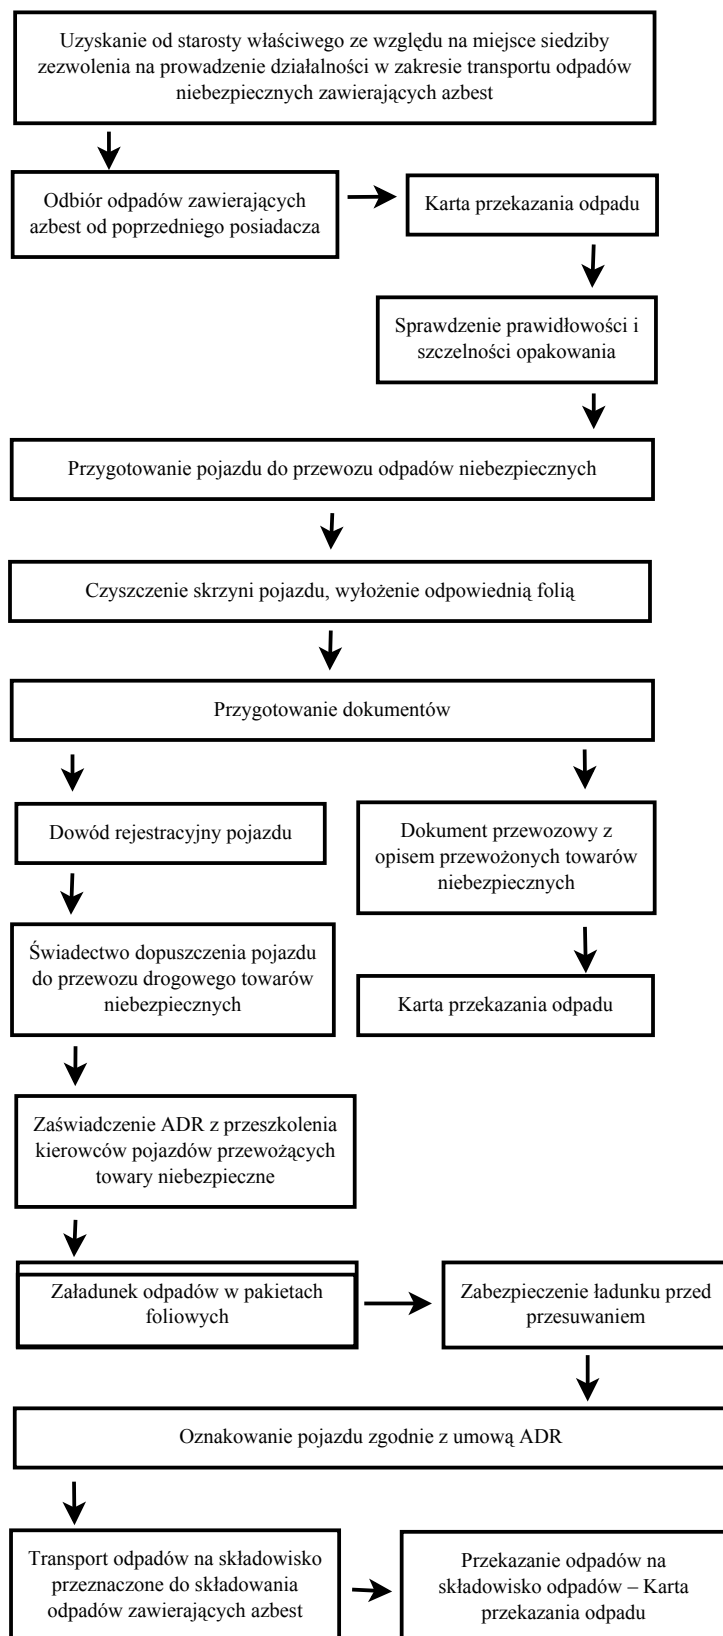 Uzyskanie od starosty właściwego ze względu na miejsce siedziby
zezwolenia na prowadzenie działalności w zakresie transportu odpadów
niebezpiecznych zawierających azbest
Odbiór odpadów zawierających
azbest od poprzedniego posiadacza
Karta przekazania odpadu
Sprawdzenie prawidłowości i
szczelności opakowania
Przygotowanie pojazdu do przewozu odpadów niebezpiecznych
Czyszczenie skrzyni pojazdu, wyłożenie odpowiednią folią
Przygotowanie dokumentów
Dowód rejestracyjny pojazdu
Dokument przewozowy z
opisem przewożonych towarów
niebezpiecznych
Świadectwo dopuszczenia pojazdu
do przewozu drogowego towarów
niebezpiecznych
Karta przekazania odpadu
Zaświadczenie ADR z przeszkolenia
kierowców pojazdów przewożących
towary niebezpieczne
Załadunek odpadów w pakietach
foliowych
Zabezpieczenie ładunku przed
przesuwaniem
Oznakowanie pojazdu zgodnie z umową ADR
Transport odpadów na składowisko
przeznaczone do składowania
odpadów zawierających azbest
Przekazanie odpadów na
składowisko odpadów – Karta
przekazania odpadu